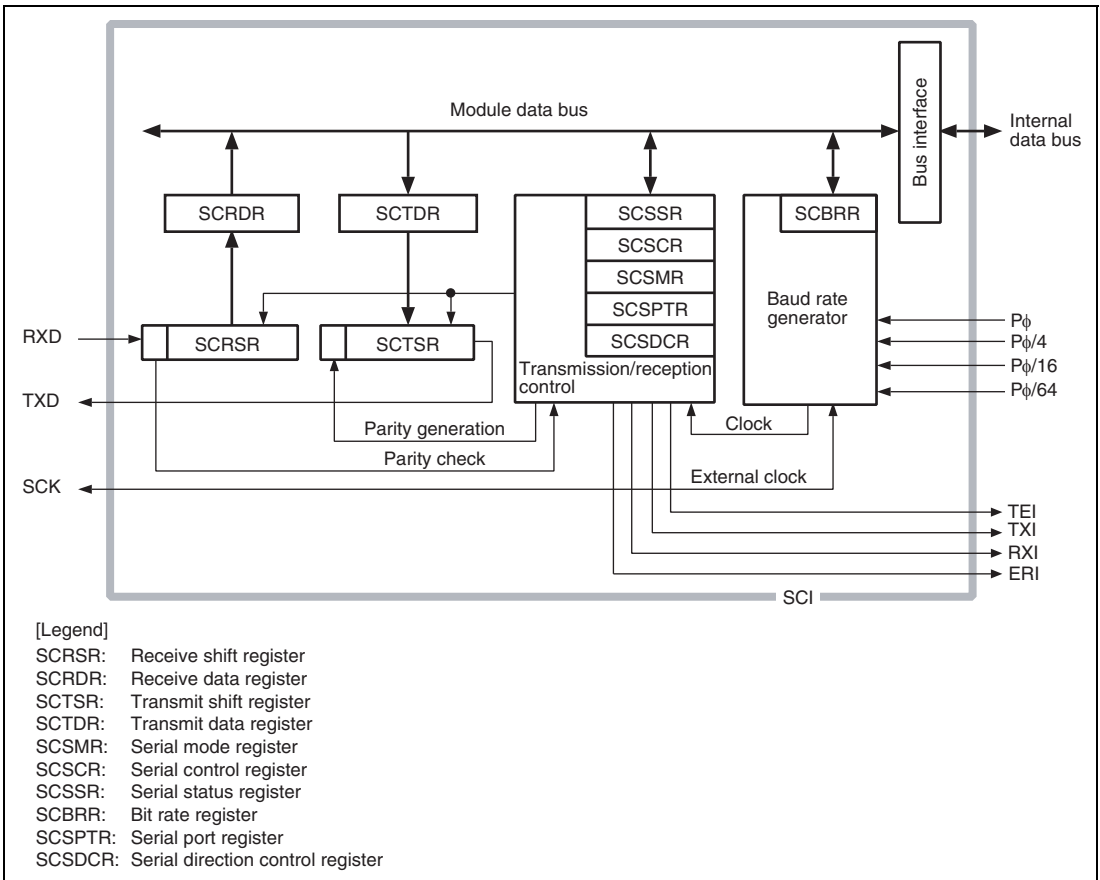 Module data bus
Bus interface
Internal
data bus
SCRDR
SCTDR
SCSSR
SCSCR
SCSMR
SCSPTR
SCSDCR
Transmission/reception
control
SCBRR
Baud rate
generator
RXD
SCRSR
SCTSR
Pϕ
Pϕ/4
Pϕ/16
Pϕ/64
TXD
Parity generation
Clock
Parity check
SCK
External clock
TEI
TXI
RXI
ERI
SCI
[Legend]
SCRSR: Receive shift register
SCRDR: Receive data register
SCTSR: Transmit shift register
SCTDR: Transmit data register
SCSMR: Serial mode register
SCSCR: Serial control register
SCSSR: Serial status register
SCBRR: Bit rate register
SCSPTR: Serial port register
SCSDCR: Serial direction control register